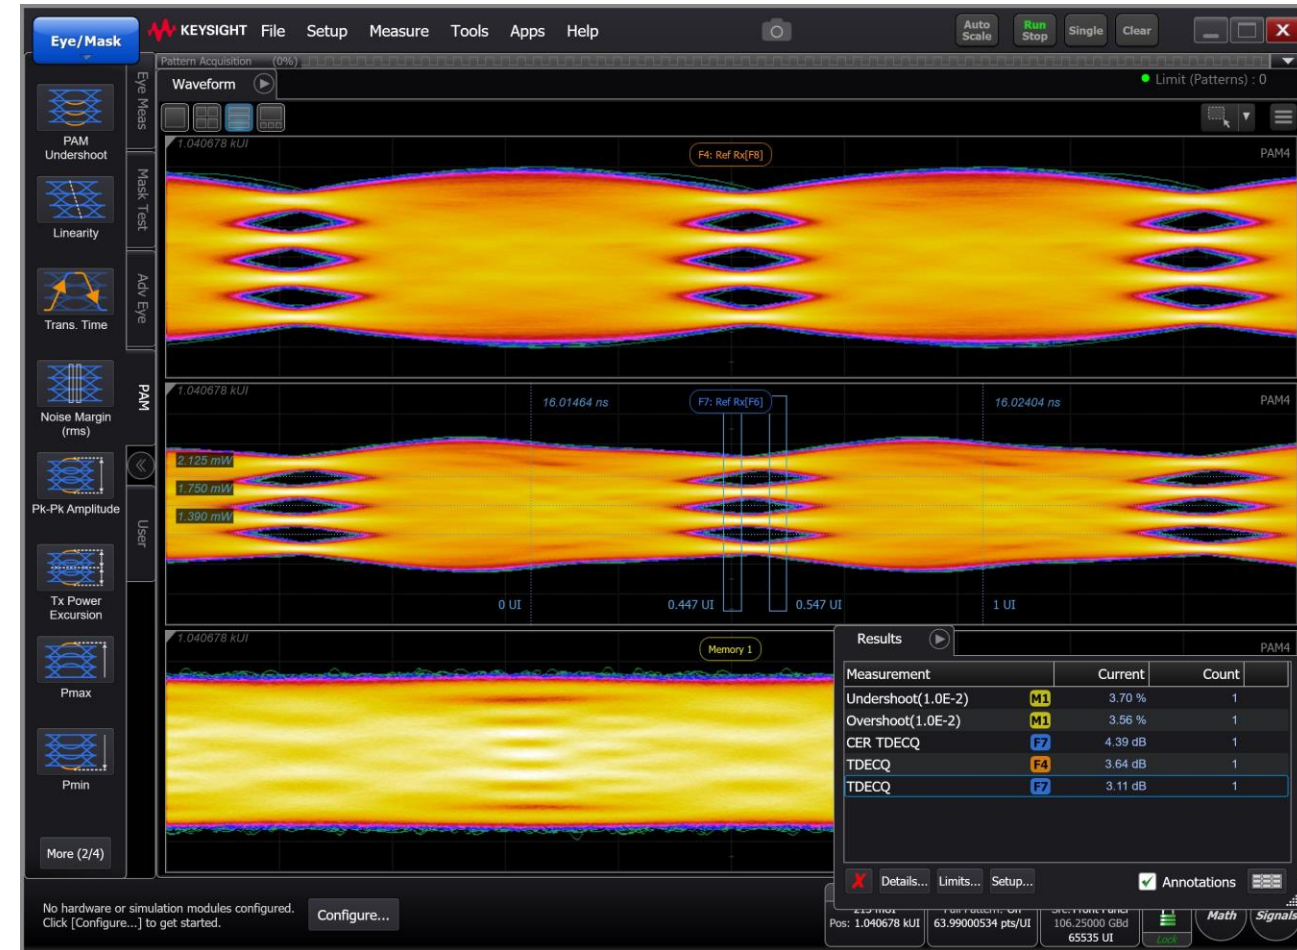 Eye/Mask
KEYSIGHT File Setup Measure Tools Apps Help
Auto Scale
Run Stop
Single
Clear
Pattern Acquisition (0%)
Waveform
Limit (Patterns) : 0
Eye Meas
Mask Test
Adv Eye
PAM
User
PAM
Undershoot
Linearity
Trans. Time
Noise Margin
(rms)
Pk-Pk Amplitude
Tx Power
Excursion
Pmax
Pmin
More (2/4)
1.040678 kUI
F4: Ref Rx[F8]
PAM4
1.040678 kUI
16.01464 ns
F7: Ref Rx[F6]
16.02404 ns
PAM4
2.125 mW
1.750 mW
1.390 mW
0 UI
0.447 UI
0.547 UI
1 UI
1.040678 kUI
Memory 1
PAM4
Results
Measurement Current Count
Undershoot(1.0E-2) M1 3.70 % 1
Overshoot(1.0E-2) M1 3.56 % 1
CER TDECQ F7 4.39 dB 1
TDECQ F4 3.64 dB 1
TDECQ F7 3.11 dB 1
Details... Limits... Setup... Annotations
No hardware or simulation modules configured.
Click [Configure...] to get started.
Configure...
Pos: 1.040678 kUI
63.99000534 pts/UI
106.25000 GBd
65535 UI
Lock
Math
Signals